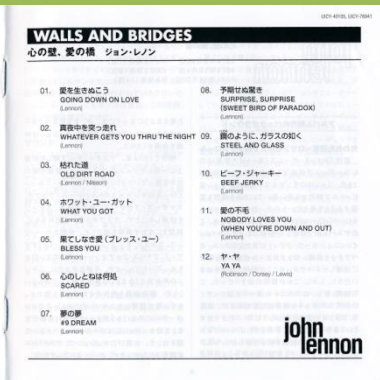 WALLS AND BRIDGES
心の壁、愛の橋 ジョン・レノン
01. 愛を生きぬこう
GOING DOWN ON LOVE
(Lennon)
02. 真夜中を突っ走れ
WHATEVER GETS YOU THRU THE NIGHT
(Lennon)
03. 枯れた道
OLD DIRT ROAD
(Lennon / Nilsson)
04. ホワット・ユー・ガット
WHAT YOU GOT
(Lennon)
05. 果てしなき愛(ブレッス・ユー)
BLESS YOU
(Lennon)
06. 心のしとねは何処
SCARED
(Lennon)
07. 夢の夢
#9 DREAM
(Lennon)
08. 予期せぬ驚き
SURPRISE, SURPRISE
(SWEET BIRD OF PARADOX)
(Lennon)
09. 鋼のように、ガラスの如く
STEEL AND GLASS
(Lennon)
10. ビーフ・ジャーキー
BEEF JERKY
(Lennon)
11. 愛の不毛
NOBODY LOVES YOU
(WHEN YOU'RE DOWN AND OUT)
(Lennon)
12. ヤ・ヤ
YA YA
(Robinson / Dorsey / Lewis)
john
lennon